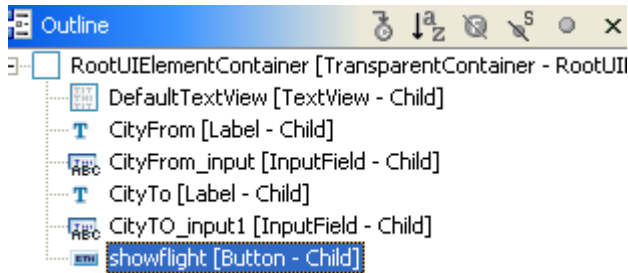 Outline
RootUIElementContainer [TransparentContainer - RootUI
DefaultTextView [TextView - Child]
CityFrom [Label - Child]
CityFrom_input [InputField - Child]
CityTo [Label - Child]
CityTO_input1 [InputField - Child]
showflight [Button - Child]